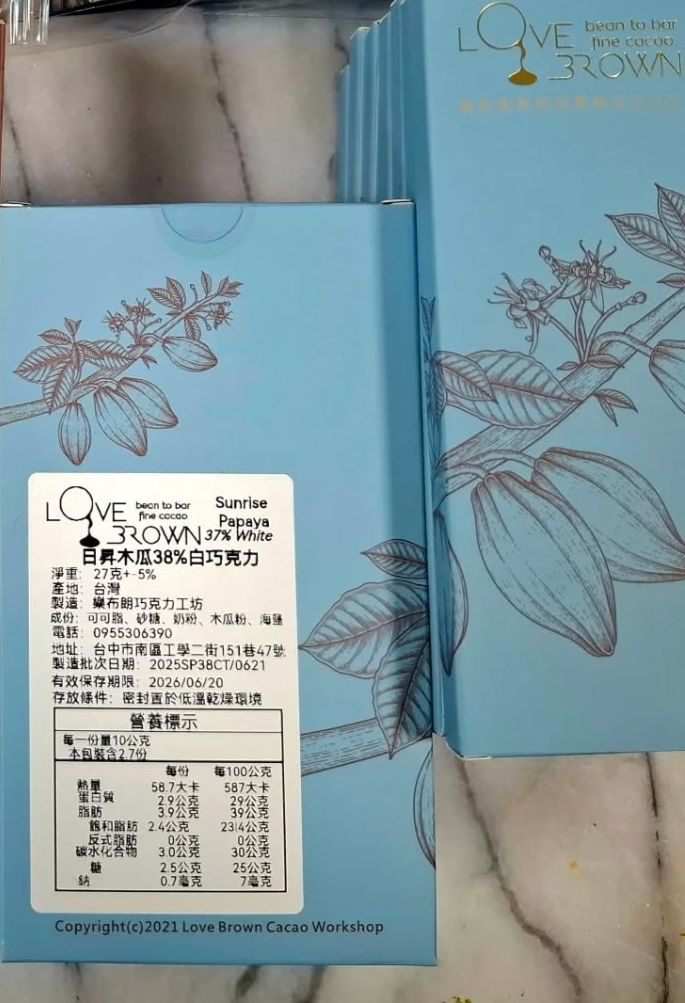 LOVE BROWN bean to bar fine cacao
LOVE BROWN bean to bar fine cocoo
Sunrise
Papaya
37% White
日昇木瓜38%白巧克力
淨重: 27克+-5%
產地: 台灣
製造: 樂布朗巧克力工坊
成份: 可可脂、砂糖、奶粉、木瓜粉、海鹽
電話: 0955306390
地址: 台中市南區工學二街151巷47號
製造批次日期: 2025SP38CT/0621
有效保存期限: 2026/06/20
存放條件: 密封置於低溫乾燥環境
營養標示
每一份量10公克
本包裝含2.7份
每份 每100公克
熱量 58.7大卡 587大卡
蛋白質 2.9公克 29公克
脂肪 3.9公克 39公克
飽和脂肪 2.4公克 23.4公克
反式脂肪 0公克 0公克
碳水化合物 3.0公克 30公克
糖 2.5公克 25公克
鈉 0.7毫克 7毫克
Copyright(c)2021 Love Brown Cacao Workshop